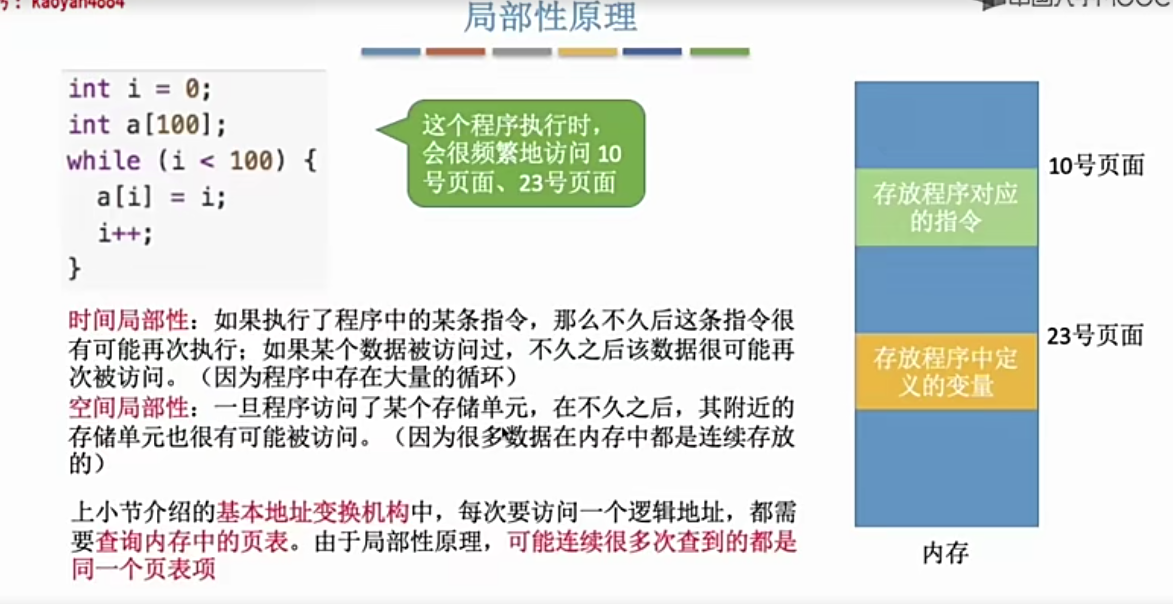 号：kaoyan4884
局部性原理
int i = 0;
int a[100];
while (i < 100) {
a[i] = i;
i++;
}
这个程序执行时，
会很频繁地访问 10
号页面、23号页面
10号页面
存放程序对应
的指令
23号页面
存放程序中定
义的变量
内存
时间局部性：如果执行了程序中的某条指令，那么不久后这条指令很
有可能再次执行；如果某个数据被访问过，不久之后该数据很可能再
次被访问。（因为程序中存在大量的循环）
空间局部性：一旦程序访问了某个存储单元，在不久之后，其附近的
存储单元也很有可能被访问。（因为很多数据在内存中都是连续存放
的）
上小节介绍的基本地址变换机构中，每次要访问一个逻辑地址，都需
要查询内存中的页表。由于局部性原理，可能连续很多次查到的都是
同一个页表项